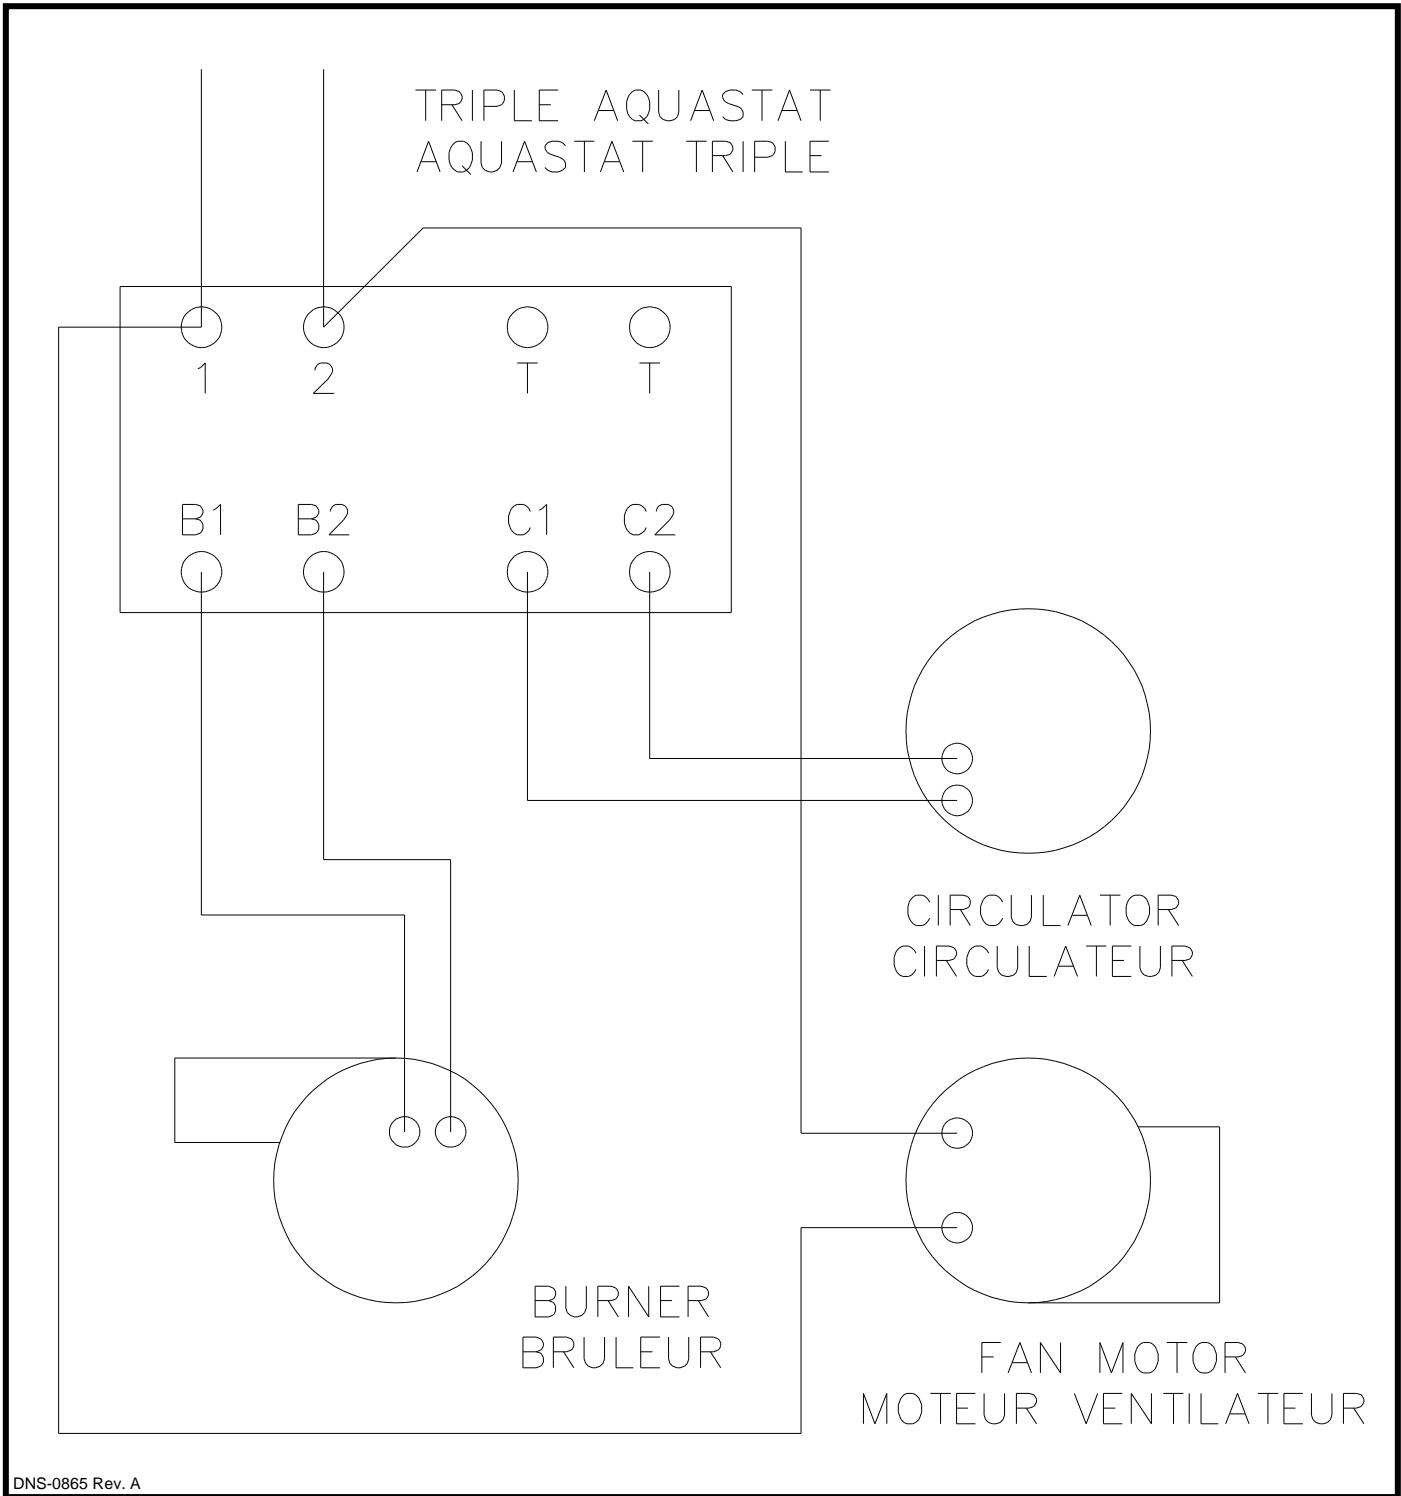 TRIPLE AQUASTAT
AQUASTAT TRIPLE
1 2 T T
B1 B2 C1 C2
CIRCULATOR
CIRCULATEUR
BURNER
BRULEUR
FAN MOTOR
MOTEUR VENTILATEUR
DNS-0865 Rev. A